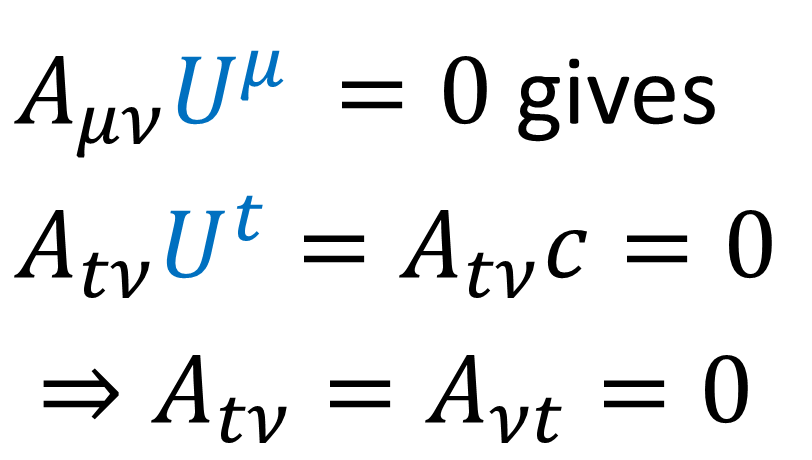 𝐴_{𝜇𝜈}𝑈^𝜇 = 0 gives
𝐴_{𝑡𝜈}𝑈^𝑡 = 𝐴_{𝑡𝜈}𝑐 = 0
⇒ 𝐴_{𝑡𝜈} = 𝐴_{𝜈𝑡} = 0